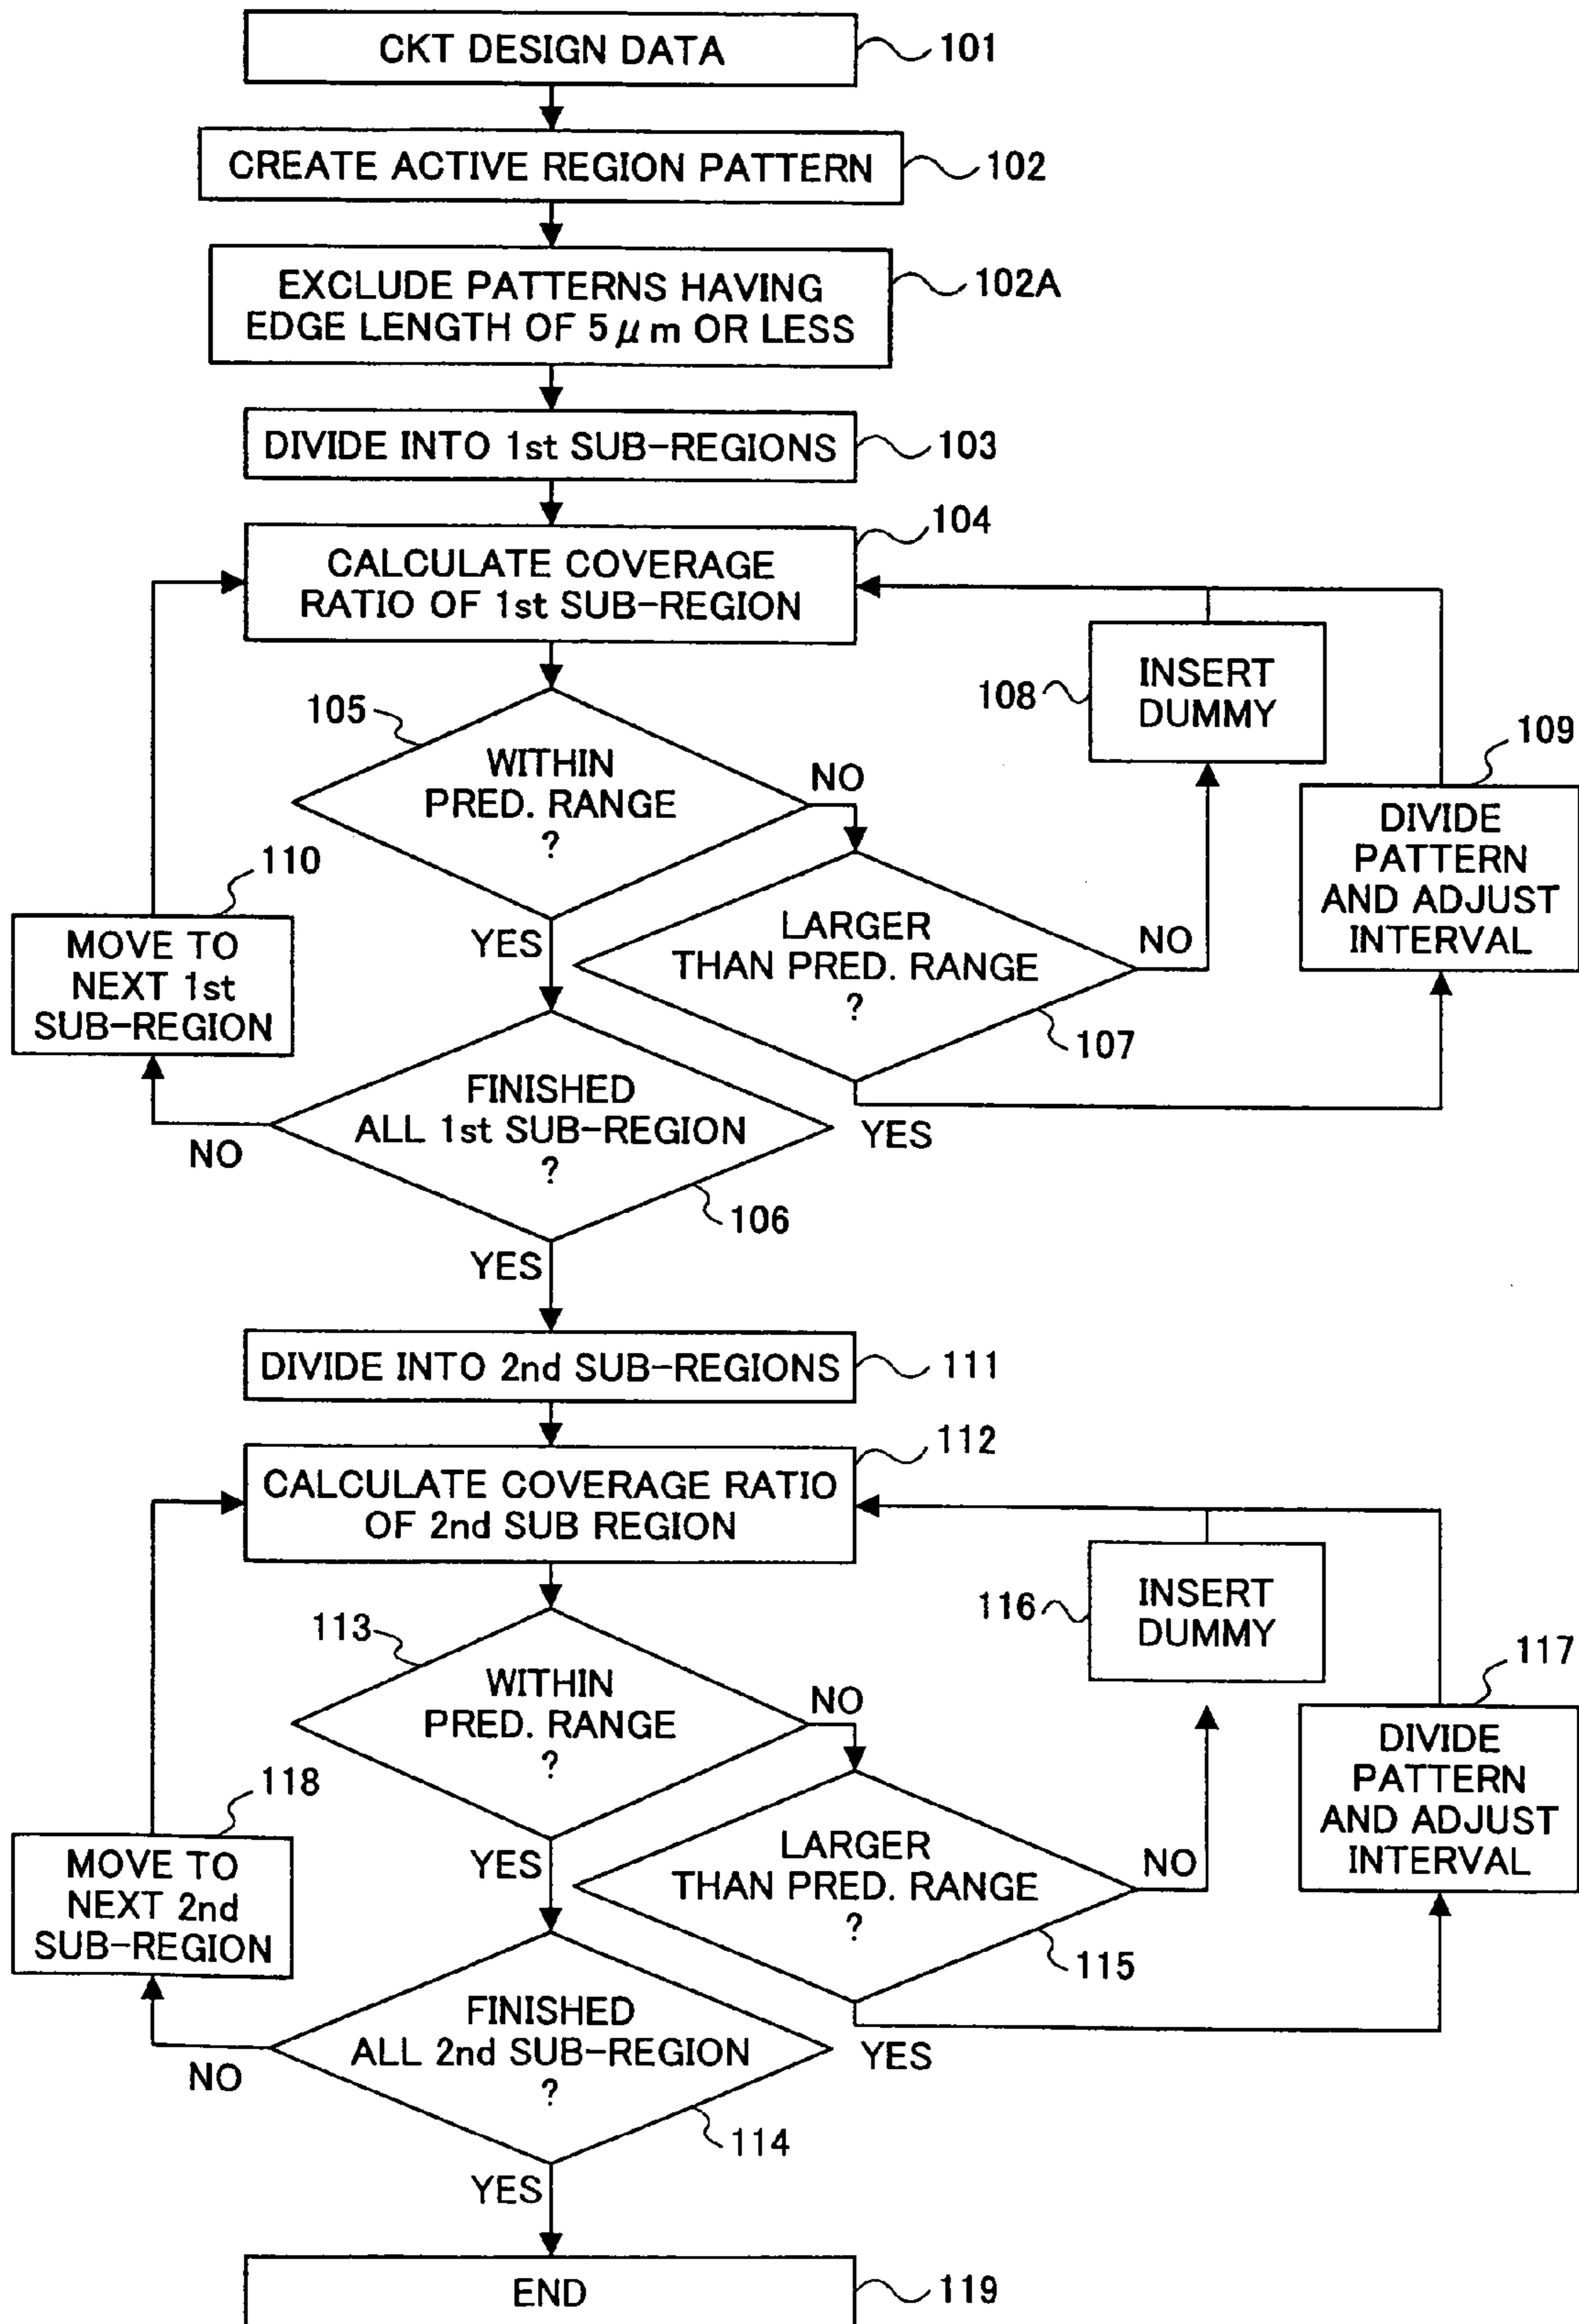 CKT DESIGN DATA
101
CREATE ACTIVE REGION PATTERN
102
EXCLUDE PATTERNS HAVING
EDGE LENGTH OF 5μm OR LESS
102A
DIVIDE INTO 1st SUB-REGIONS
103
104
CALCULATE COVERAGE
RATIO OF 1st SUB-REGION
105
WITHIN
PRED. RANGE
?
NO
108
INSERT
DUMMY
109
DIVIDE
PATTERN
AND ADJUST
INTERVAL
110
MOVE TO
NEXT 1st
SUB-REGION
YES
LARGER
THAN PRED. RANGE
?
NO
107
YES
FINISHED
ALL 1st SUB-REGION
?
NO
106
YES
DIVIDE INTO 2nd SUB-REGIONS
111
112
CALCULATE COVERAGE RATIO
OF 2nd SUB REGION
113
WITHIN
PRED. RANGE
?
NO
116
INSERT
DUMMY
117
DIVIDE
PATTERN
AND ADJUST
INTERVAL
118
MOVE TO
NEXT 2nd
SUB-REGION
YES
LARGER
THAN PRED. RANGE
?
NO
115
YES
FINISHED
ALL 2nd SUB-REGION
?
NO
114
YES
END
119